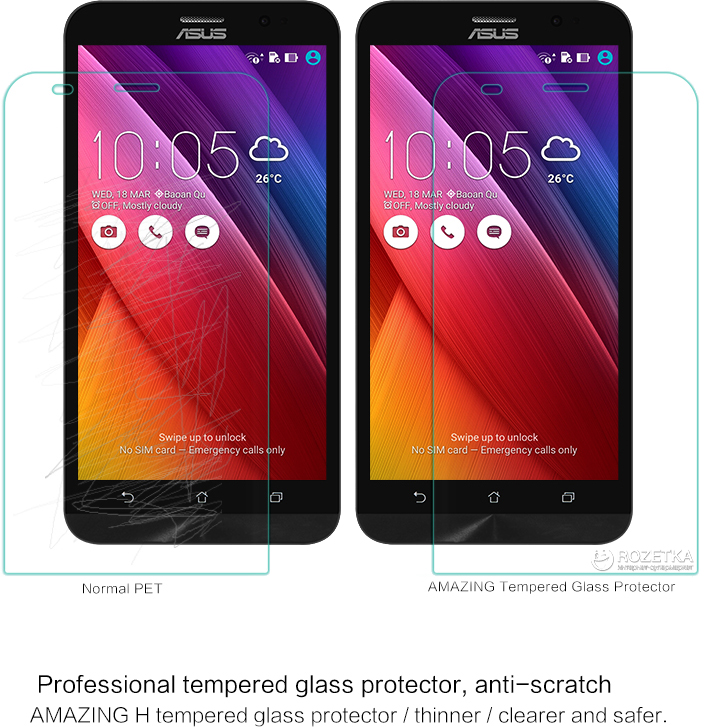 ASUS
ASUS
10:05
26°C
WED, 18 MAR Baoan Qu
OFF, Mostly cloudy
Swipe up to unlock
No SIM card — Emergency calls only
10:05
26°C
WED, 18 MAR Baoan Qu
OFF, Mostly cloudy
Swipe up to unlock
No SIM card — Emergency calls only
ROZETKA
интернет-супермаркет
Normal PET
AMAZING Tempered Glass Protector
Professional tempered glass protector, anti-scratch
AMAZING H tempered glass protector / thinner / clearer and safer.